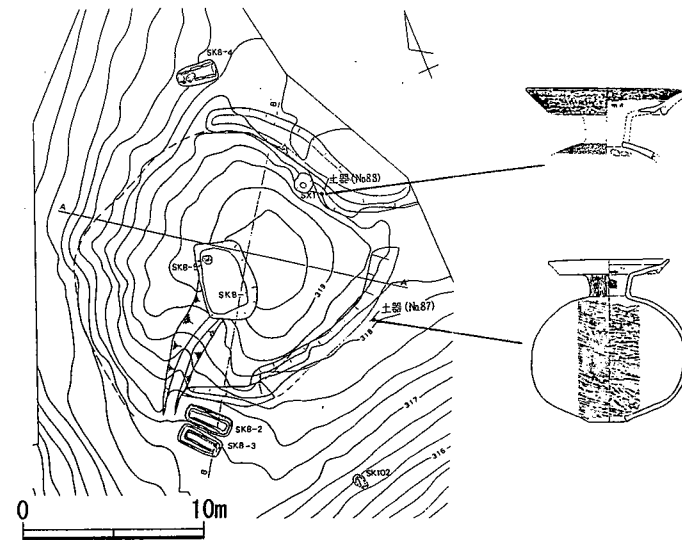 SK8-4
B
土器(No.88)
SX1
A
SK8-5
SK8-1
319
A'
土器(No.87)
318
SK8-2
SK8-3
317
316
B
SK102
0 10m